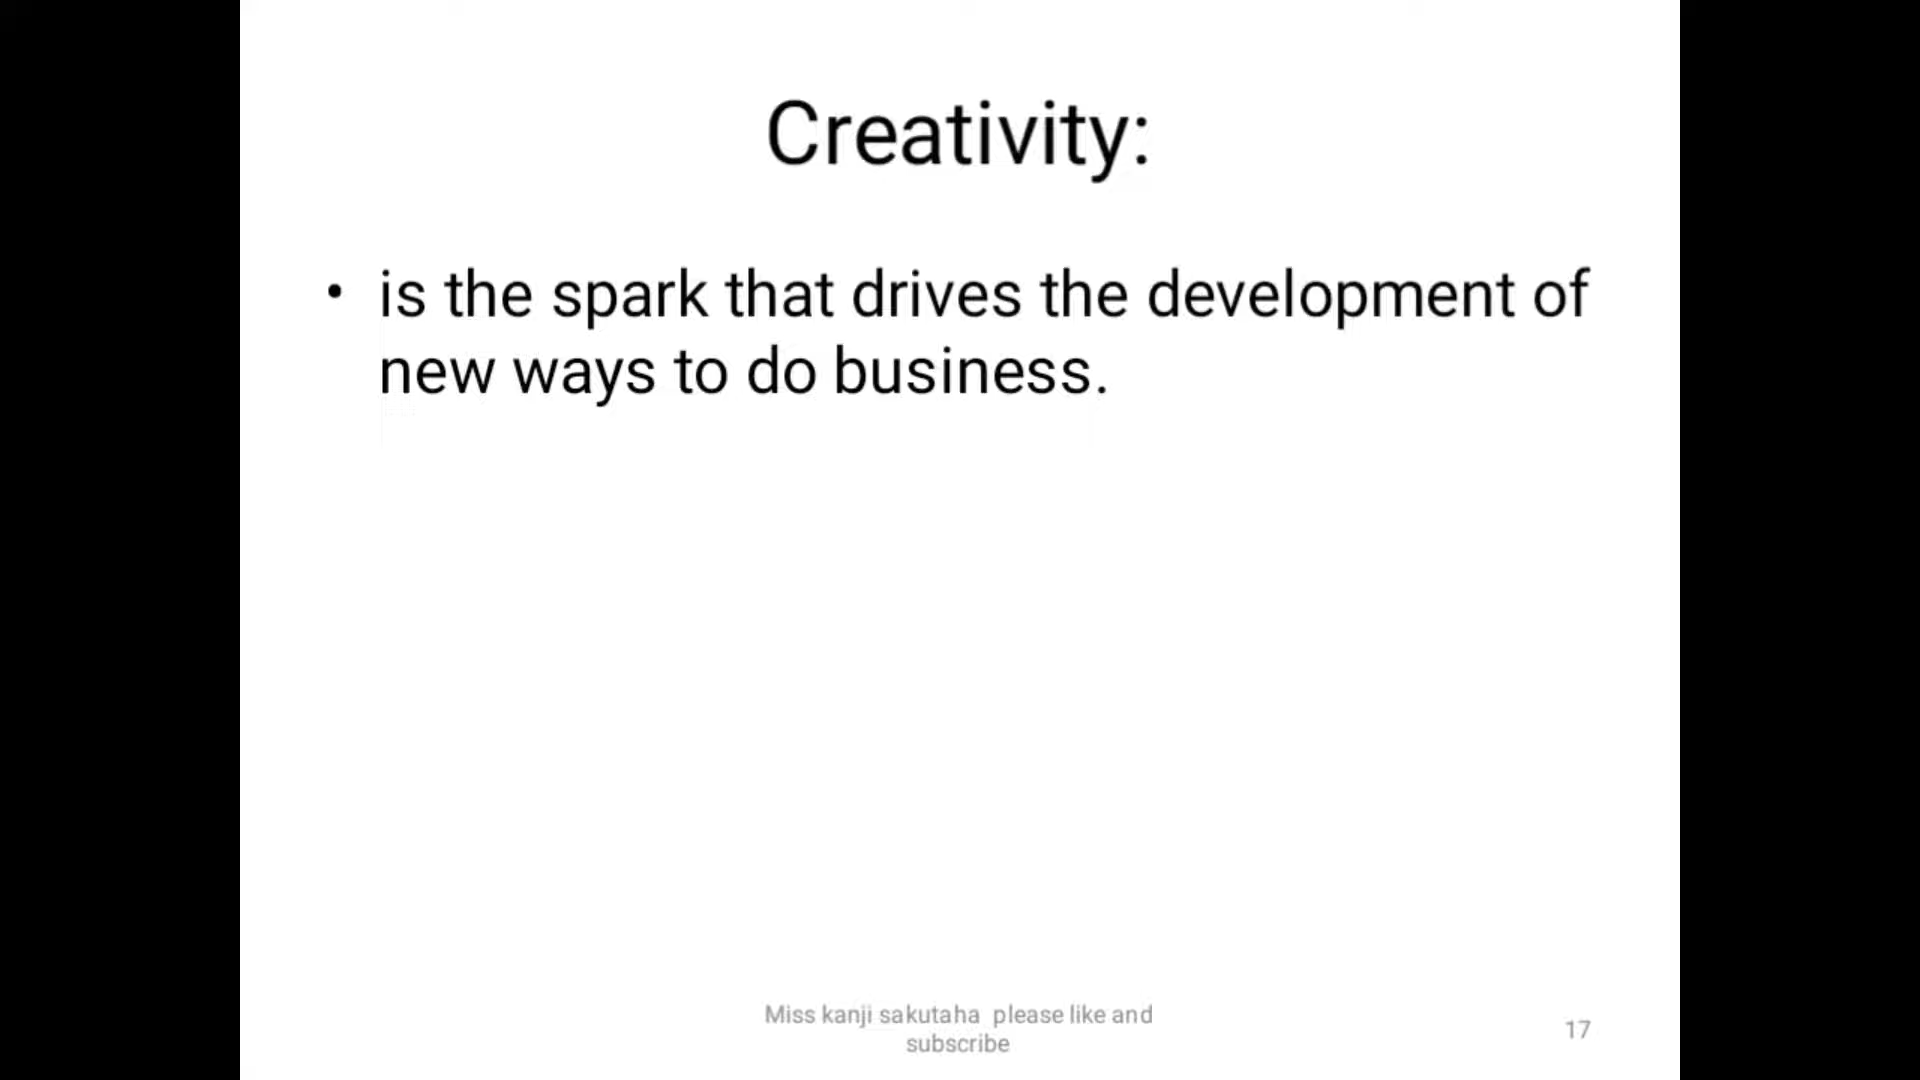 Creativity:
• is the spark that drives the development of
new ways to do business.
Miss kanji sakutaha please like and
subscribe
17